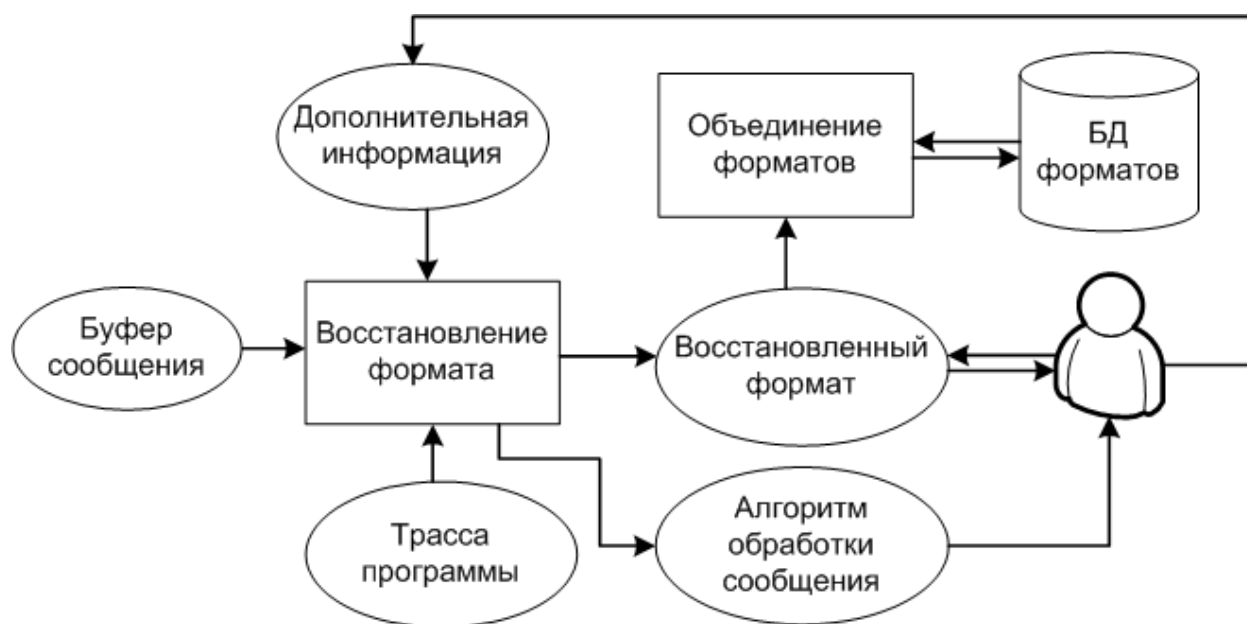 Дополнительная
информация
Объединение
форматов
БД
форматов
Буфер
сообщения
Восстановление
формата
Восстановленный
формат
Трасса
программы
Алгоритм
обработки
сообщения